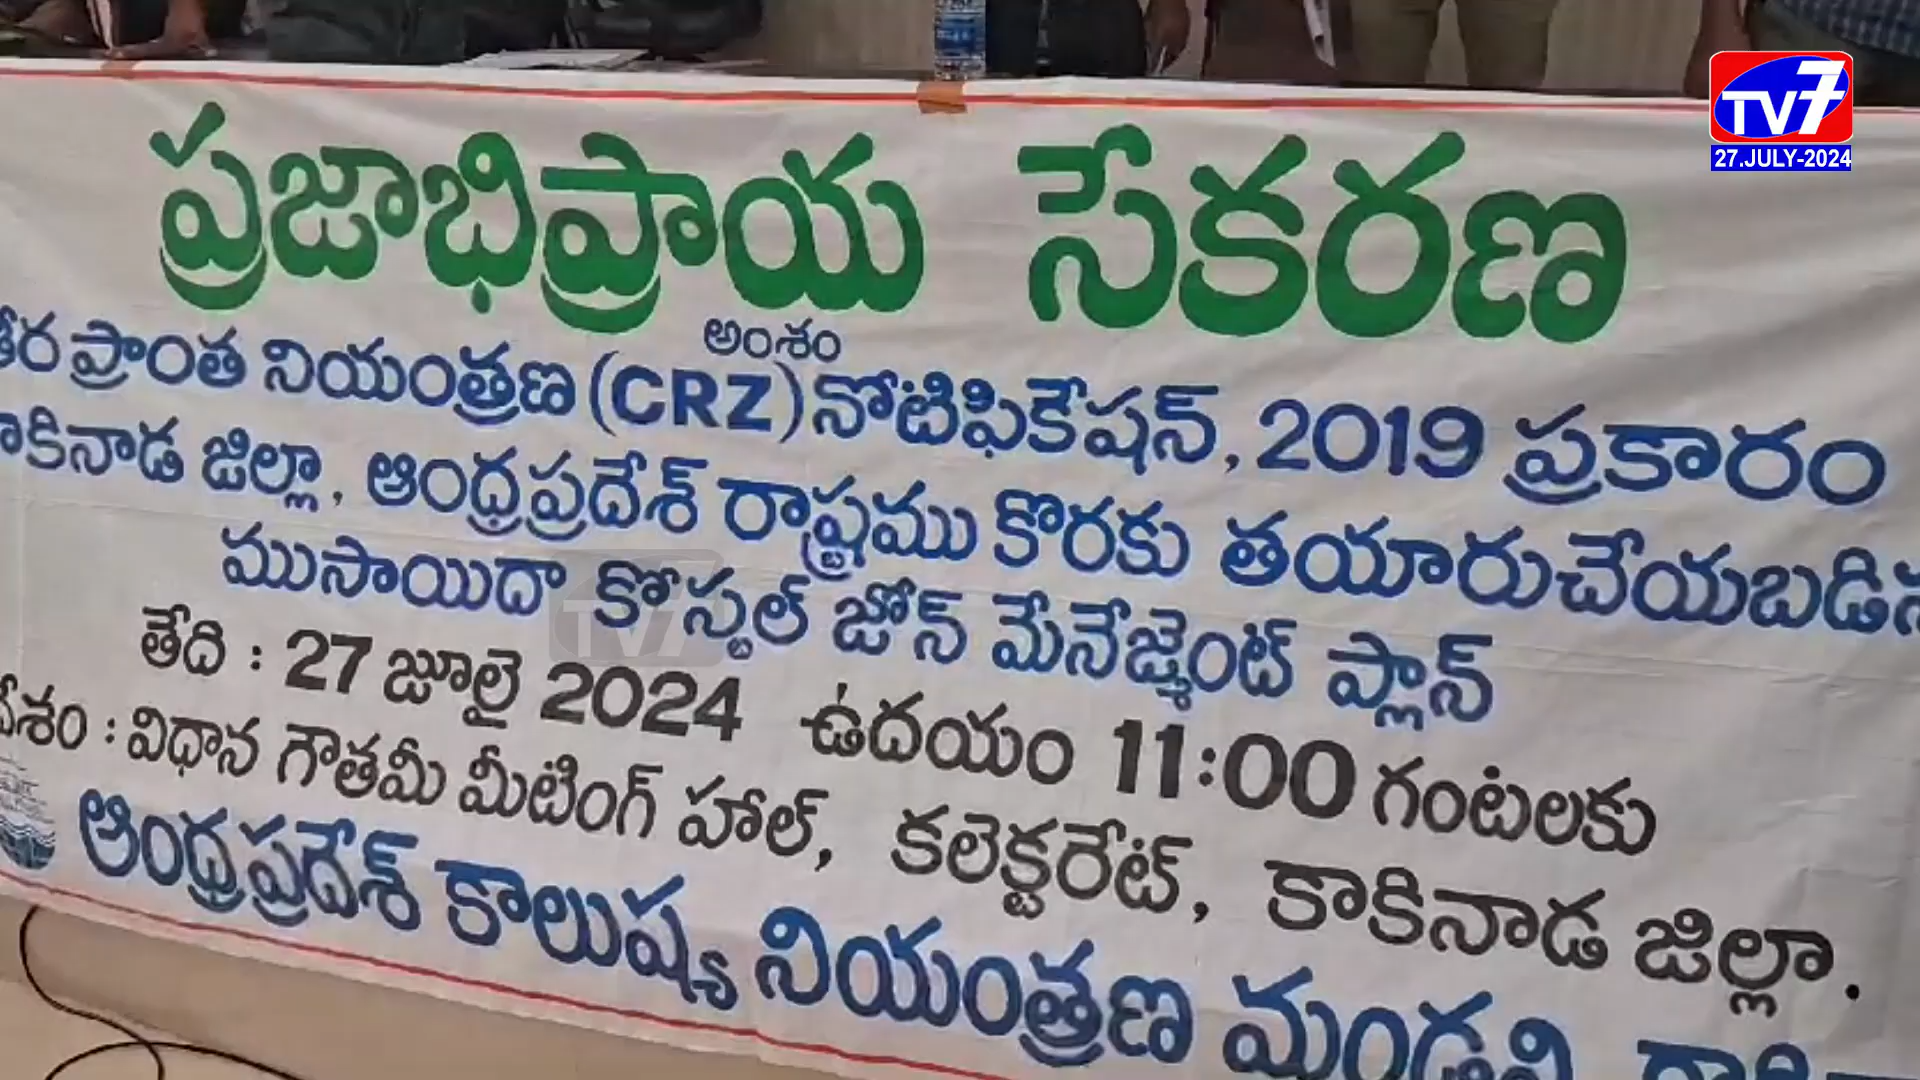 TV7
27.JULY-2024
ప్రజాభిప్రాయ సేకరణ
అంశం
తీర ప్రాంత నియంత్రణ (CRZ) నోటిఫికేషన్, 2019 ప్రకారం
కాకినాడ జిల్లా, ఆంధ్రప్రదేశ్ రాష్ట్రము కొరకు తయారుచేయబడిన
ముసాయిదా కోస్టల్ జోన్ మేనేజ్మెంట్ ప్లాన్
తేది : 27 జూలై 2024 ఉదయం 11:00 గంటలకు
విధాన గౌతమీ మీటింగ్ హాల్, కలెక్టరేట్, కాకినాడ జిల్లా.
ఆంధ్రప్రదేశ్ కాలుష్య నియంత్రణ మండలి